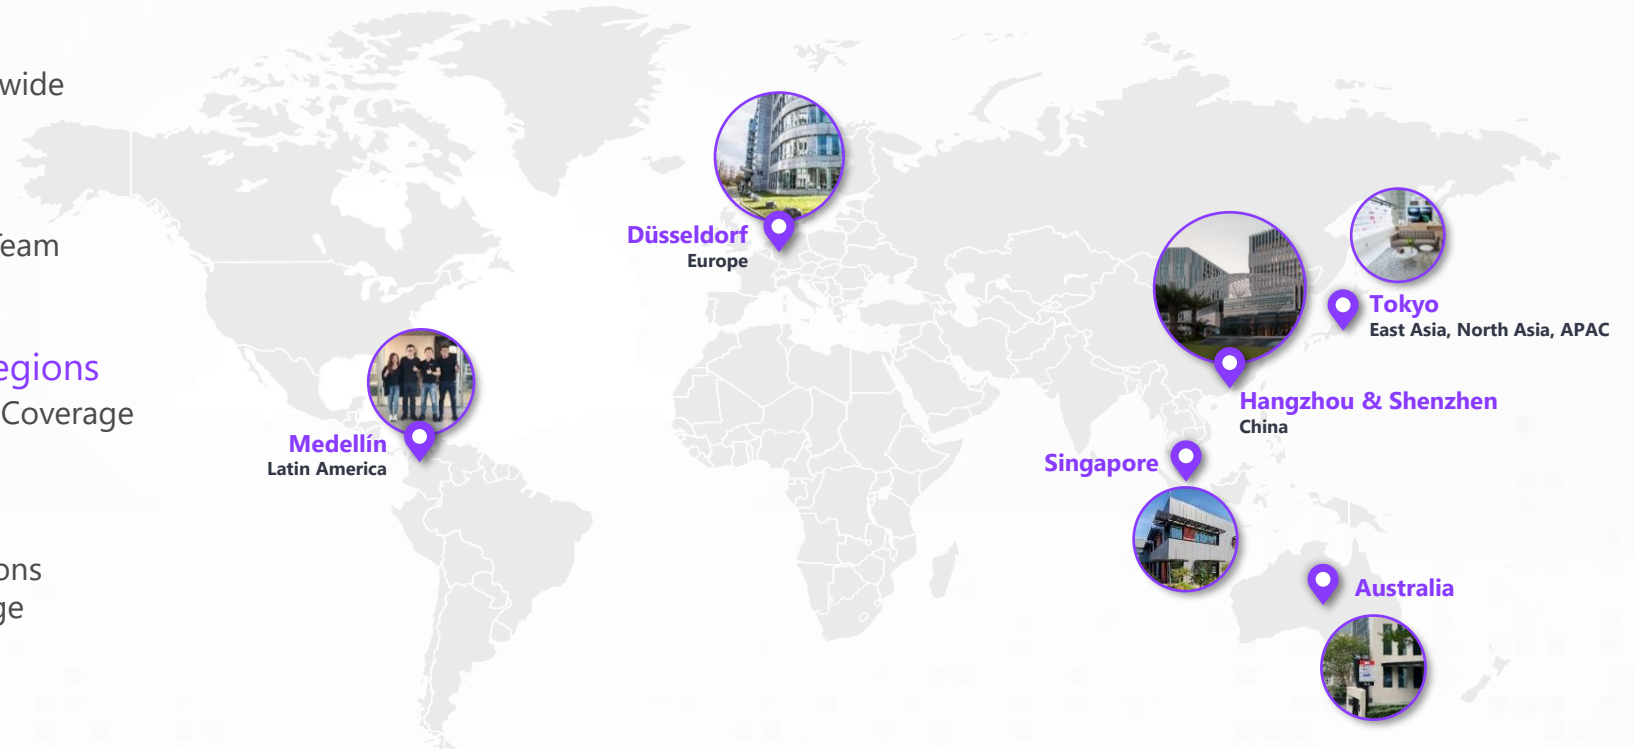 wide
Team
egions
Coverage
ons
ge
Düsseldorf
Europe
Medellín
Latin America
Tokyo
East Asia, North Asia, APAC
Hangzhou & Shenzhen
China
Singapore
Australia